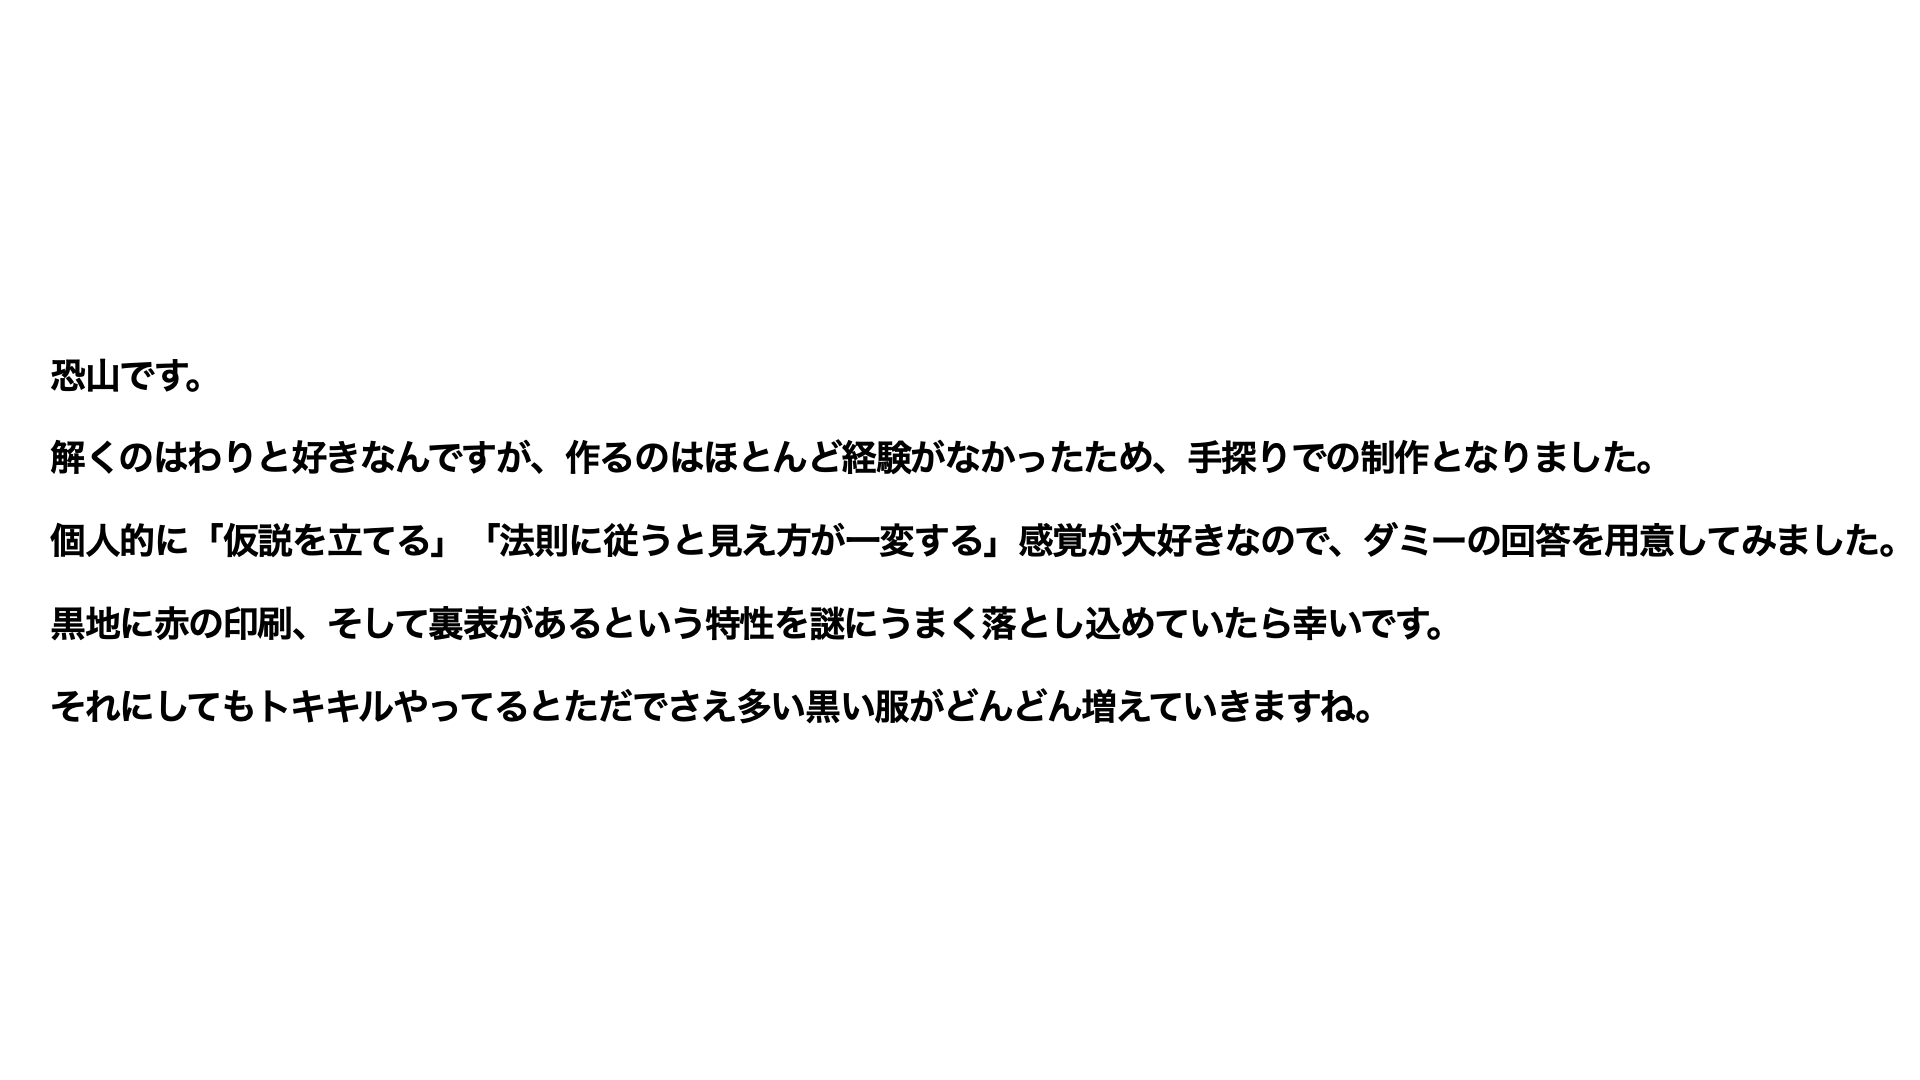 恐山です。
解くのはわりと好きなんですが、作るのはほとんど経験がなかったため、手探りでの制作となりました。
個人的に「仮説を立てる」「法則に従うと見え方が一変する」感覚が大好きなので、ダミーの回答を用意してみました。
黒地に赤の印刷、そして裏表があるという特性を謎にうまく落とし込めていたら幸いです。
それにしてもトキキルやってるとただでさえ多い黒い服がどんどん増えていきますね。